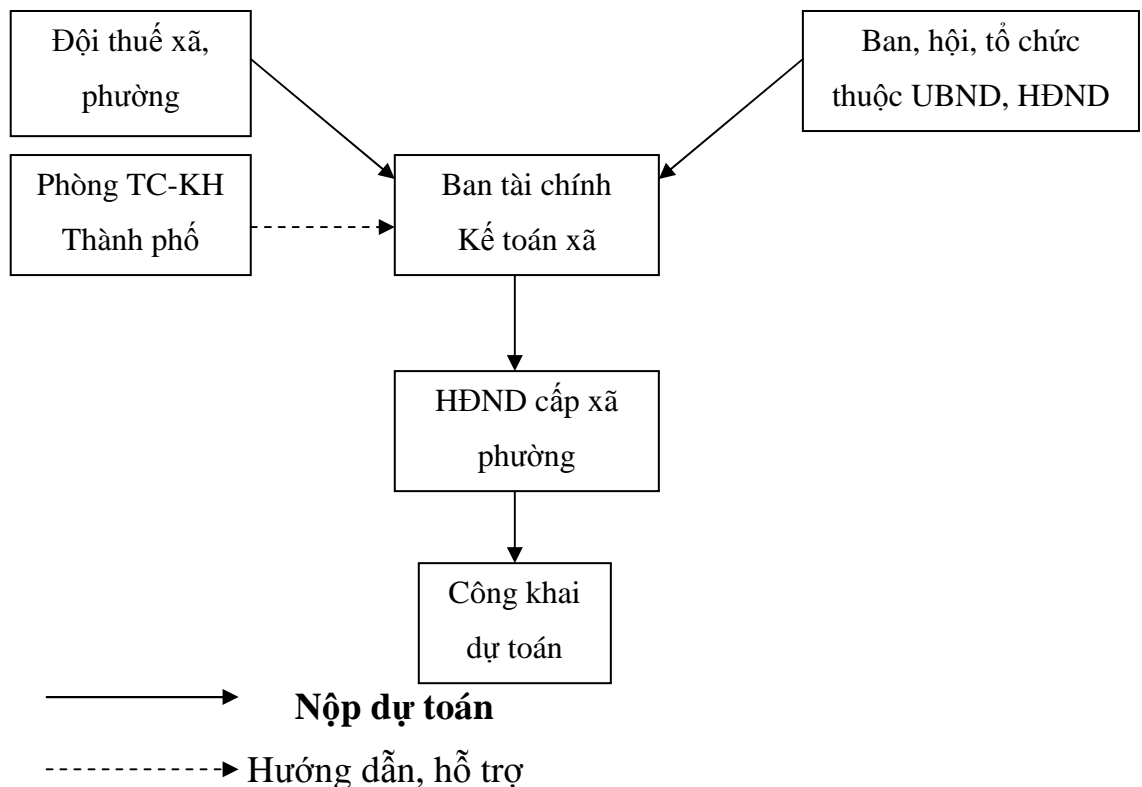 Đội thuế xã,
phường
Ban, hội, tổ chức
thuộc UBND, HĐND
Phòng TC-KH
Thành phố
Ban tài chính
Kế toán xã
HĐND cấp xã
phường
Công khai
dự toán
Nộp dự toán
Hướng dẫn, hỗ trợ